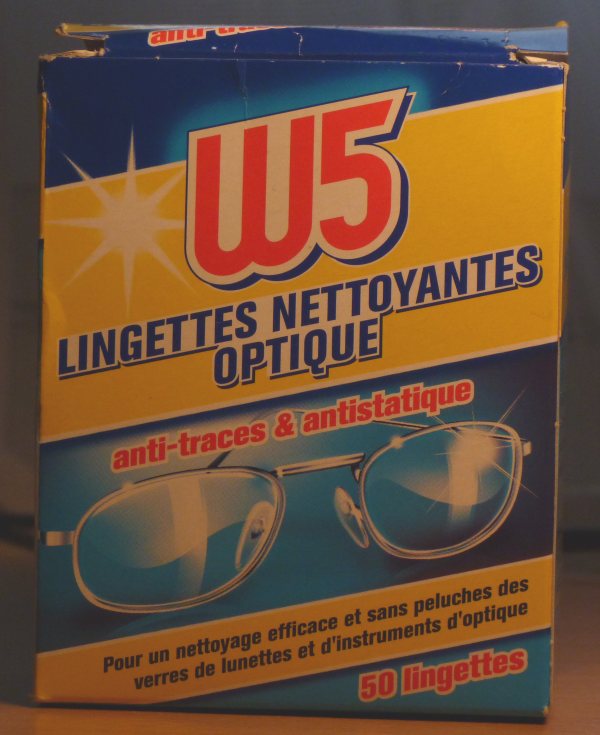 W5
LINGETTES NETTOYANTES
OPTIQUE
anti-traces & antistatique
Pour un nettoyage efficace et sans peluches des
verres de lunettes et d'instruments d'optique
50 lingettes